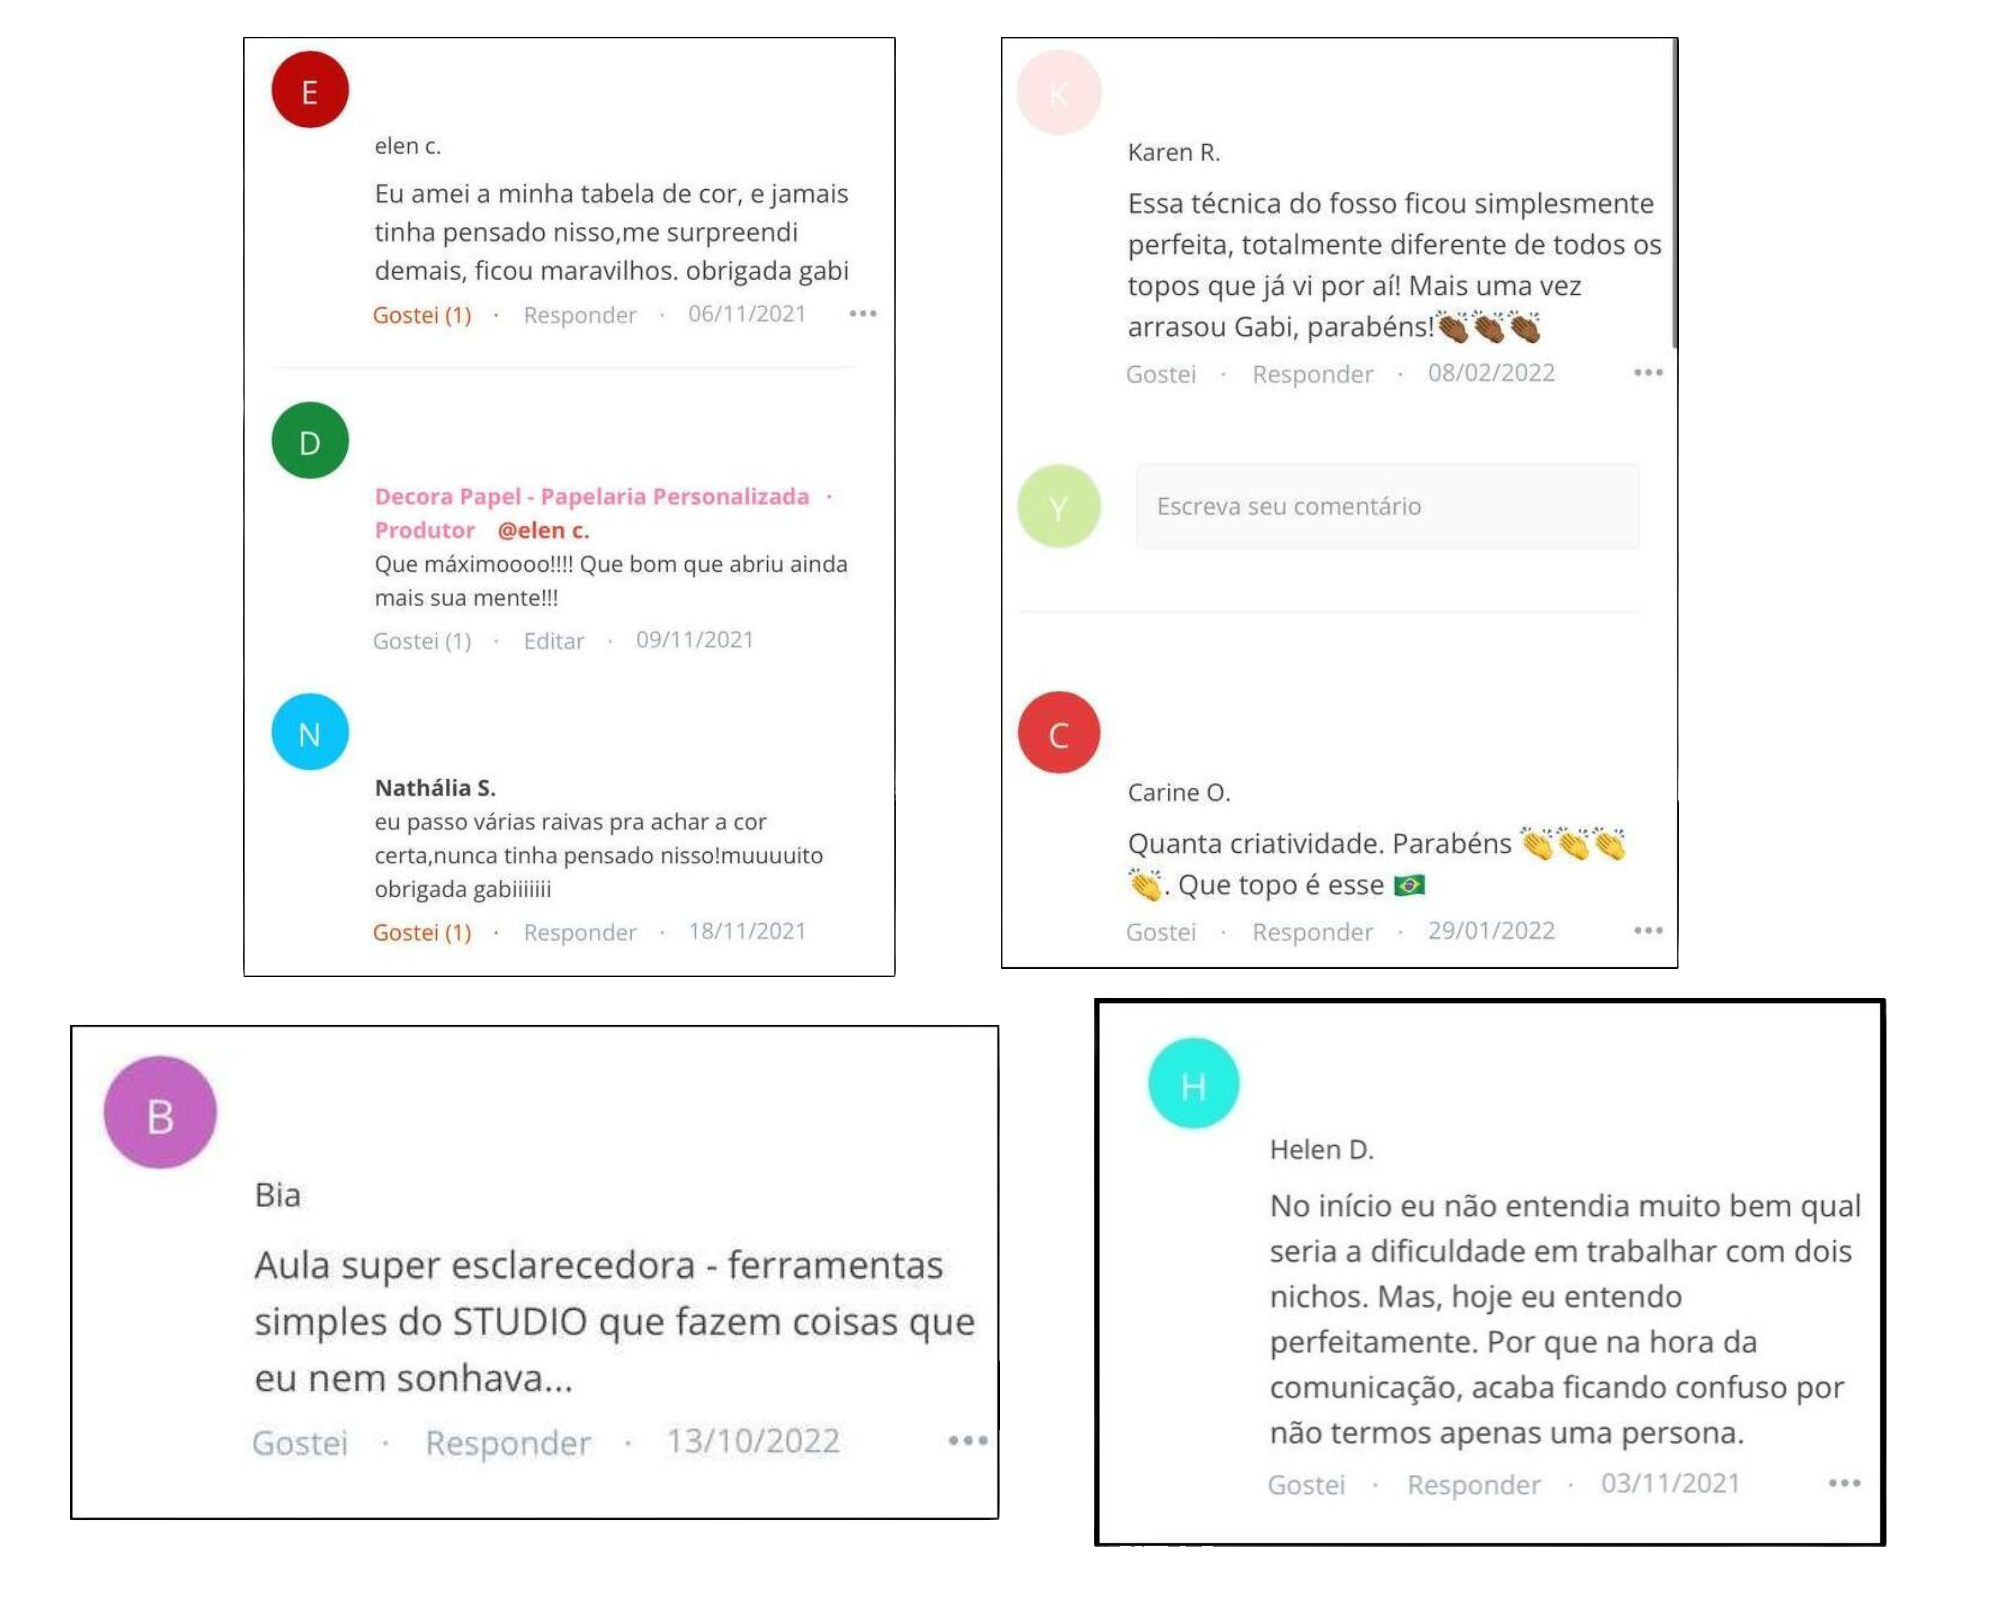 E
elen c.
Eu amei a minha tabela de cor, e jamais
tinha pensado nisso,me surpreendi
demais, ficou maravilhos. obrigada gabi
Gostei (1) · Responder · 06/11/2021 •••
D
Decora Papel - Papelaria Personalizada ·
Produtor @elen c.
Que máximoooo!!!! Que bom que abriu ainda
mais sua mente!!!
Gostei (1) · Editar · 09/11/2021
N
Nathália S.
eu passo várias raivas pra achar a cor
certa,nunca tinha pensado nisso!muuuuito
obrigada gabiiiiiii
Gostei (1) · Responder · 18/11/2021
K
Karen R.
Essa técnica do fosso ficou simplesmente
perfeita, totalmente diferente de todos os
topos que já vi por aí! Mais uma vez
arrasou Gabi, parabéns!👏🏾👏🏾👏🏾
Gostei · Responder · 08/02/2022 •••
Y
Escreva seu comentário
C
Carine O.
Quanta criatividade. Parabéns 👏👏👏
👏. Que topo é esse 🇧🇷
Gostei · Responder · 29/01/2022 •••
B
Bia
Aula super esclarecedora - ferramentas
simples do STUDIO que fazem coisas que
eu nem sonhava...
Gostei · Responder · 13/10/2022 •••
H
Helen D.
No início eu não entendia muito bem qual
seria a dificuldade em trabalhar com dois
nichos. Mas, hoje eu entendo
perfeitamente. Por que na hora da
comunicação, acaba ficando confuso por
não termos apenas uma persona.
Gostei · Responder · 03/11/2021 •••